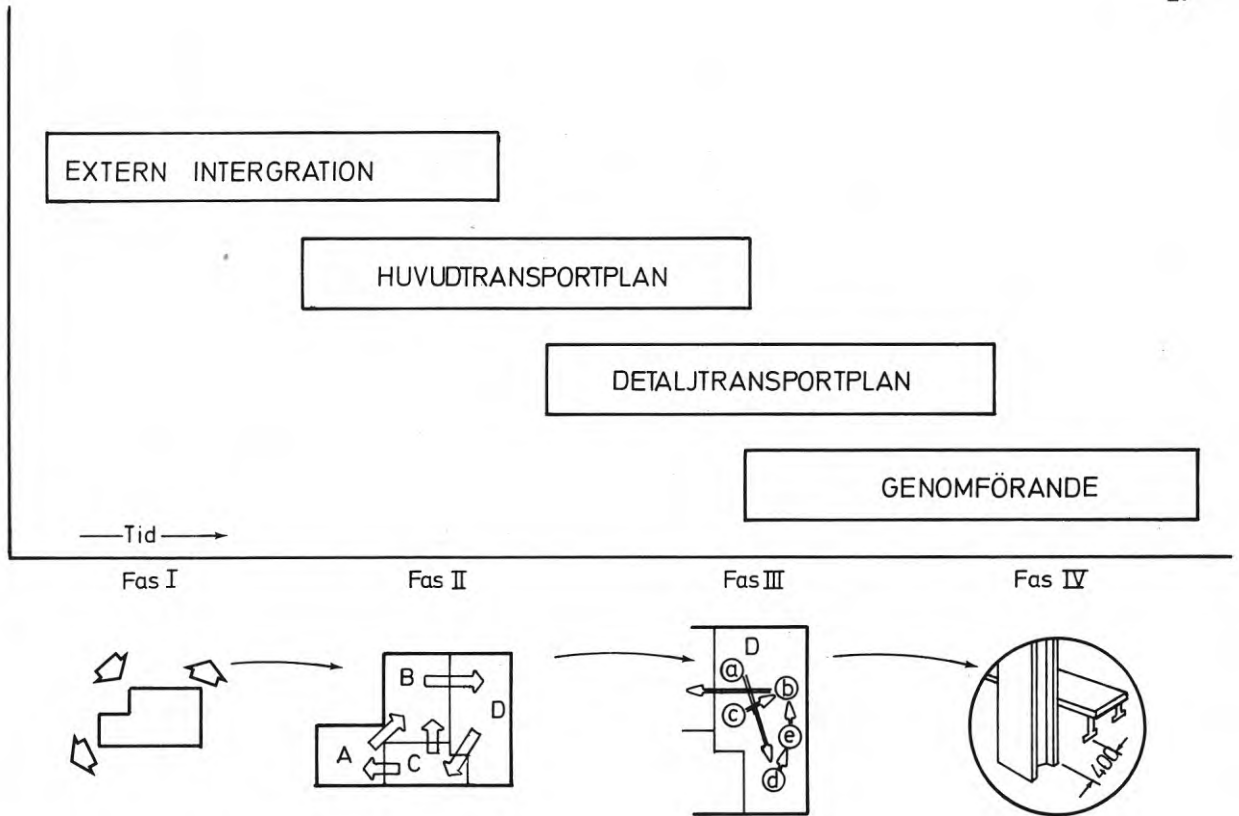 EXTERN INTERGRATION
HUVUDTRANSPORTPLAN
DETALJTRANSPORTPLAN
GENOMFÖRANDE
Tid
Fas I Fas II Fas III Fas IV
A B C D
D a b c e d
400